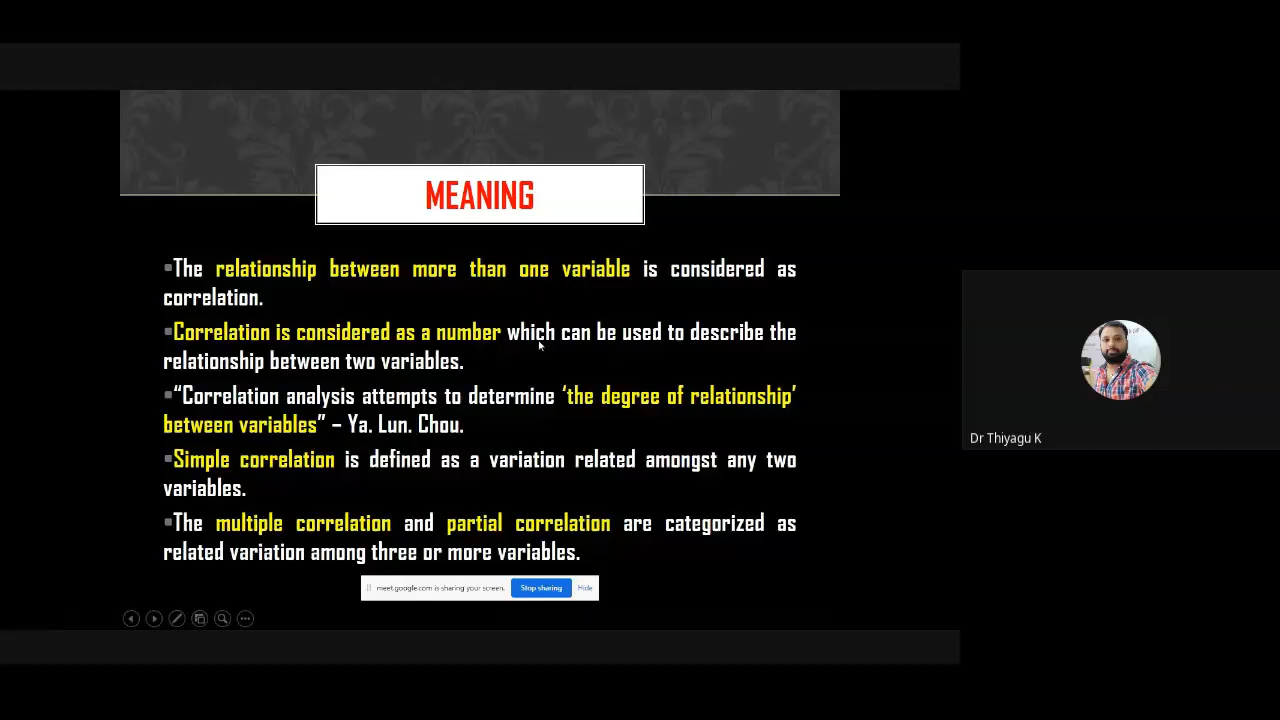 MEANING
▪The relationship between more than one variable is considered as
correlation.
▪Correlation is considered as a number which can be used to describe the
relationship between two variables.
▪“Correlation analysis attempts to determine ‘the degree of relationship’
between variables” – Ya. Lun. Chou.
▪Simple correlation is defined as a variation related amongst any two
variables.
▪The multiple correlation and partial correlation are categorized as
related variation among three or more variables.
meet.google.com is sharing your screen. Stop sharing Hide
Dr Thiyagu K